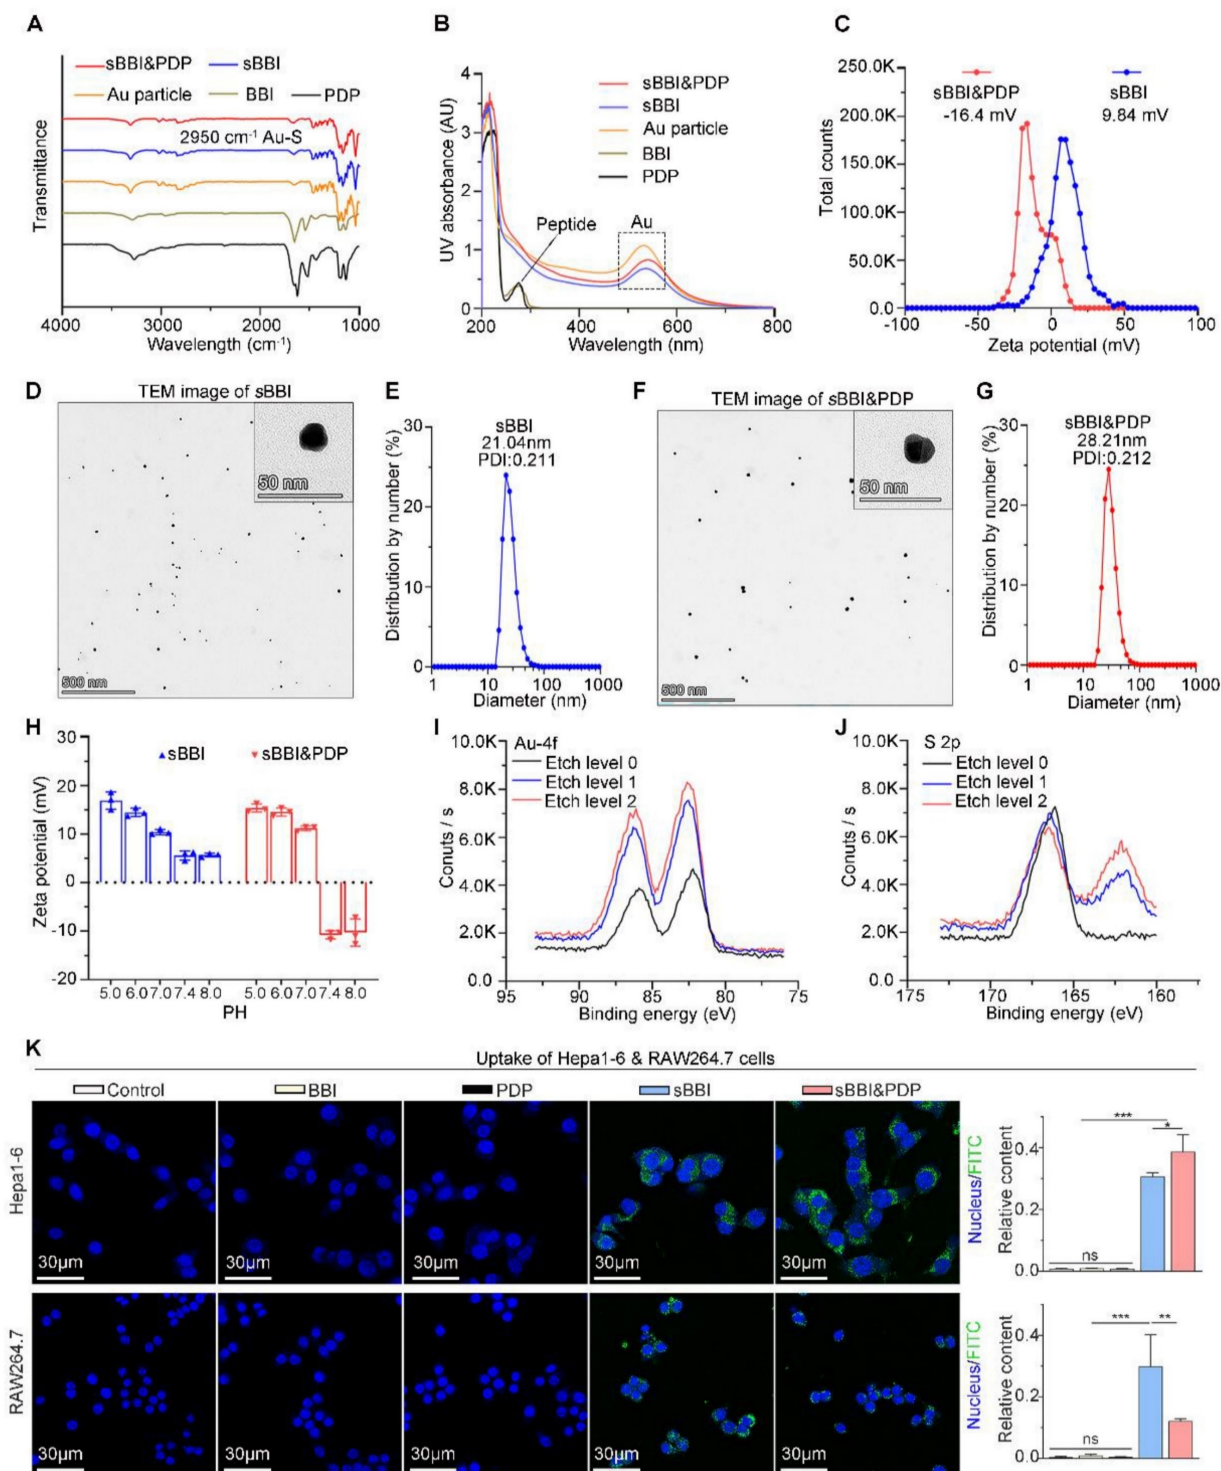 A
sBBI&PDP
sBBI
Au particle
BBI
PDP
2950 cm⁻¹ Au-S
Transmittance
4000
3000
2000
1000
Wavelength (cm⁻¹)
B
4
3
2
1
0
UV absorbance (AU)
sBBI&PDP
sBBI
Au particle
BBI
PDP
Peptide
Au
200
400
600
800
Wavelength (nm)
C
250.0K
200.0K
150.0K
100.0K
50.0K
0.0
Total counts
sBBI&PDP
-16.4 mV
sBBI
9.84 mV
-100
-50
0
50
100
Zeta potential (mV)
D
TEM image of sBBI
50 nm
500 nm
E
sBBI
21.04nm
PDI:0.211
Distribution by number (%)
30
20
10
0
1
10
100
1000
Diameter (nm)
F
TEM image of sBBI&PDP
50 nm
500 nm
G
sBBI&PDP
28.21nm
PDI:0.212
Distribution by number (%)
30
20
10
0
1
10
100
1000
Diameter (nm)
H
30
20
10
0
-10
-20
Zeta potential (mV)
sBBI
sBBI&PDP
5.0 6.0 7.0 7.4 8.0
5.0 6.0 7.0 7.4 8.0
PH
I
10.0K
8.0K
6.0K
4.0K
2.0K
0.0
Conuts / s
Au-4f
Etch level 0
Etch level 1
Etch level 2
95
90
85
80
75
Binding energy (eV)
J
10.0K
8.0K
6.0K
4.0K
2.0K
0.0
Counts / s
S 2p
Etch level 0
Etch level 1
Etch level 2
175
170
165
160
Binding energy (eV)
K
Uptake of Hepa1-6 & RAW264.7 cells
Control
BBI
PDP
sBBI
sBBI&PDP
Hepa1-6
30μm
30μm
30μm
30μm
30μm
Nucleus/FITC
Relative content
0.4
0.2
0.0
ns
***
*
RAW264.7
30μm
30μm
30μm
30μm
30μm
Nucleus/FITC
Relative content
0.4
0.2
0.0
ns
***
**